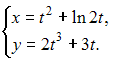 x = t² + ln 2t,
y = 2t³ + 3t.